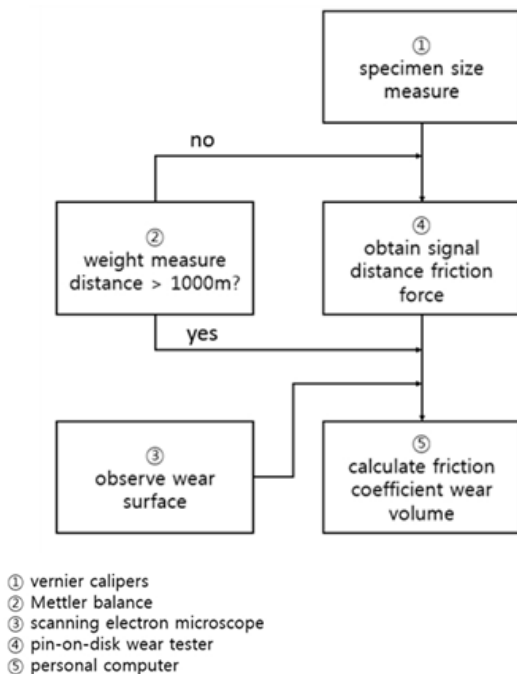 ①
specimen size
measure
no
②
weight measure
distance > 1000m?
④
obtain signal
distance friction
force
yes
③
observe wear
surface
⑤
calculate friction
coefficient wear
volume
① vernier calipers
② Mettler balance
③ scanning electron microscope
④ pin-on-disk wear tester
⑤ personal computer